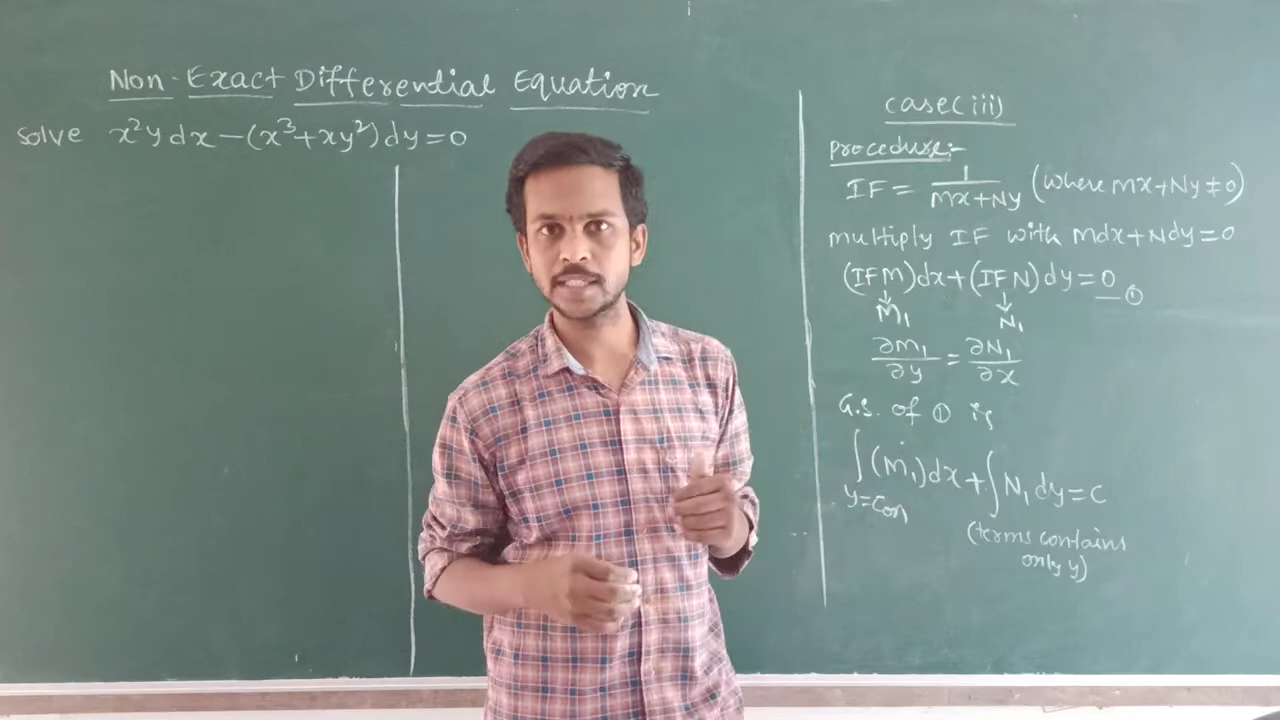 Non-Exact Differential Equation
solve x²y dx - (x³+xy²) dy = 0
case(iii)
Procedure:-
IF = 1/(Mx+Ny) (where Mx+Ny ≠ 0)
multiply IF with Mdx+Ndy=0
(IF M)dx+(IF N)dy=0 — ①
↓ ↓
M₁ N₁
∂M₁/∂y = ∂N₁/∂x
G.S. of ① is
∫(M₁)dx + ∫N₁ dy = C
y=con
(terms contains
only y)